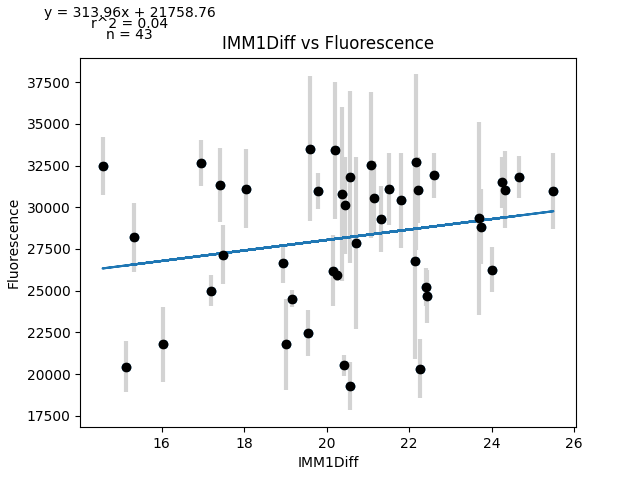 y = 313.96x + 21758.76
r^2 = 0.04
n = 43
IMM1Diff vs Fluorescence
37500
35000
32500
30000
27500
25000
22500
20000
17500
Fluorescence
16 18 20 22 24 26
IMM1Diff